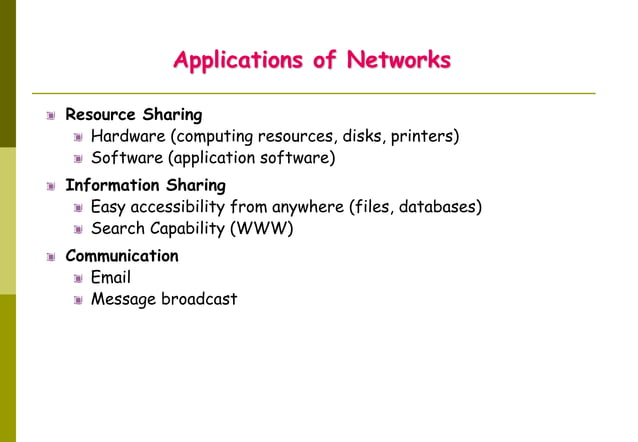 Applications of Networks
Resource Sharing
Hardware (computing resources, disks, printers)
Software (application software)
Information Sharing
Easy accessibility from anywhere (files, databases)
Search Capability (WWW)
Communication
Email
Message broadcast